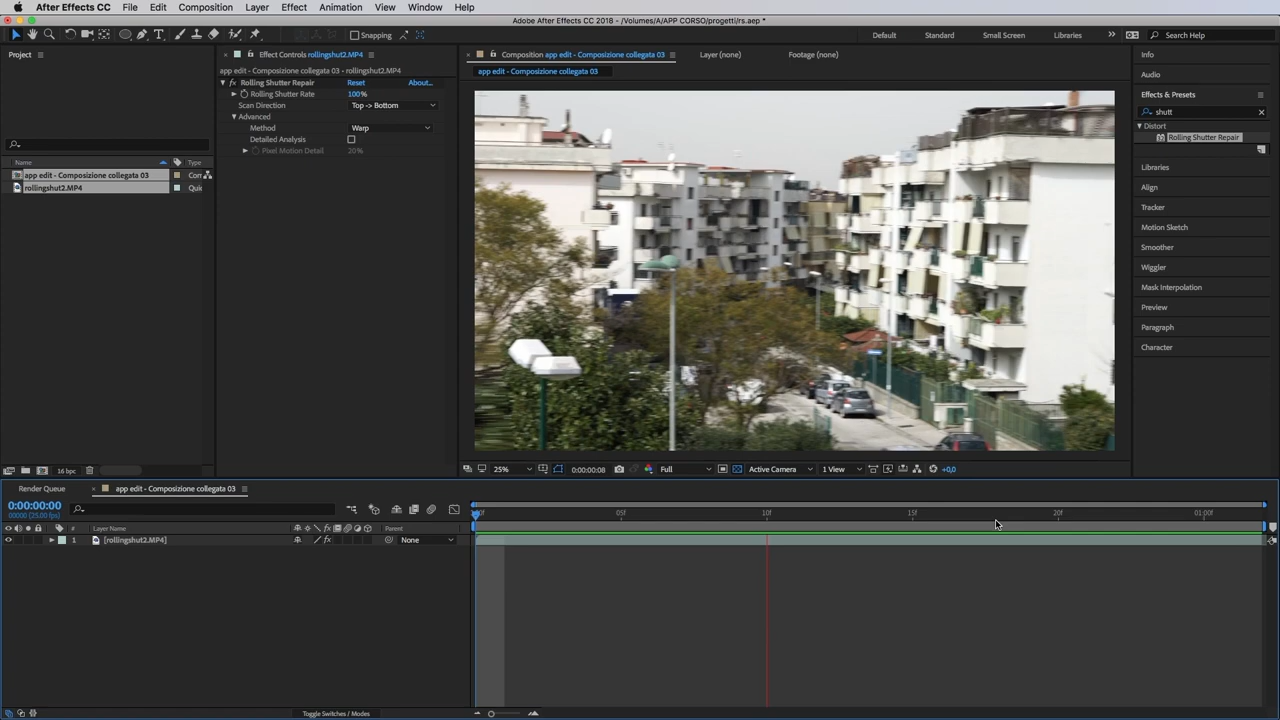 After Effects CC File Edit Composition Layer Effect Animation View Window Help
Adobe After Effects CC 2018 - /Volumes/A/APP CORSO/progetti/rs.aep *
Snapping Default Standard Small Screen Libraries Search Help
Project
Effect Controls rollingshut2.MP4
Composition app edit - Composizione collegata 03
Layer (none)
Footage (none)
Info
app edit - Composizione collegata 03 • rollingshut2.MP4
app edit - Composizione collegata 03
Audio
Rolling Shutter Repair Reset About...
Rolling Shutter Rate 100%
Scan Direction Top -> Bottom
Advanced
Method Warp
Detailed Analysis
Pixel Motion Detail 20%
Effects & Presets
shutt
Distort
Rolling Shutter Repair
Libraries
Align
Tracker
Motion Sketch
Smoother
Wiggler
Mask Interpolation
Preview
Paragraph
Character
Name Type
app edit - Composizione collegata 03 Con
rollingshut2.MP4 Quic
16 bpc
25% 0:00:00:08 Full Active Camera 1 View +0,0
Render Queue
app edit - Composizione collegata 03
0:00:00:00
00000 (25.00 fps)
05f 10f 15f 20f 01:00f
# Layer Name Parent
1 [rollingshut2.MP4] None
Toggle Switches / Modes